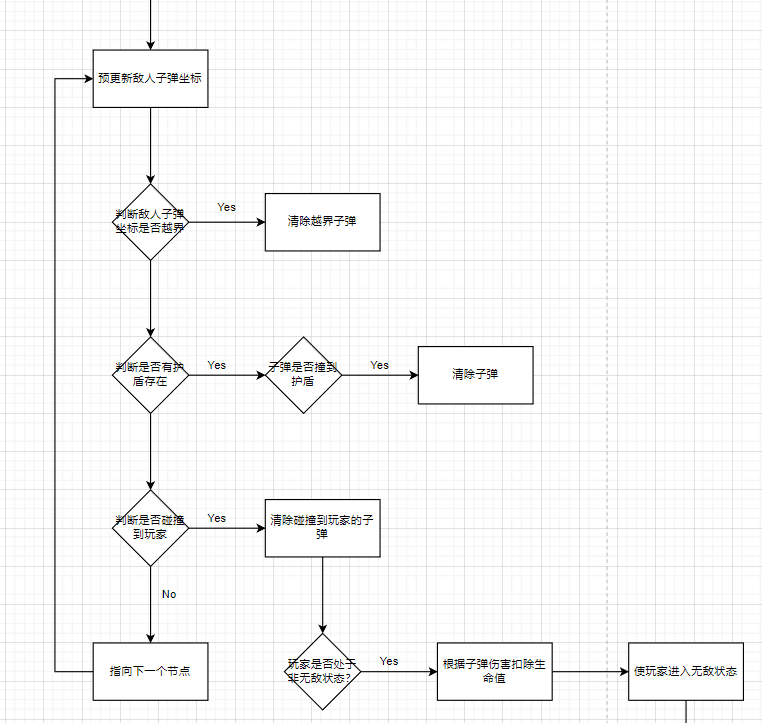 预更新敌人子弹坐标
判断敌人子弹
坐标是否越界
Yes
清除越界子弹
判断是否有护
盾存在
Yes
子弹是否撞到
护盾
Yes
清除子弹
判断是否碰撞
到玩家
Yes
清除碰撞到玩家的子
弹
No
指向下一个节点
玩家是否处于
非无敌状态?
Yes
根据子弹伤害扣除生
命值
使玩家进入无敌状态